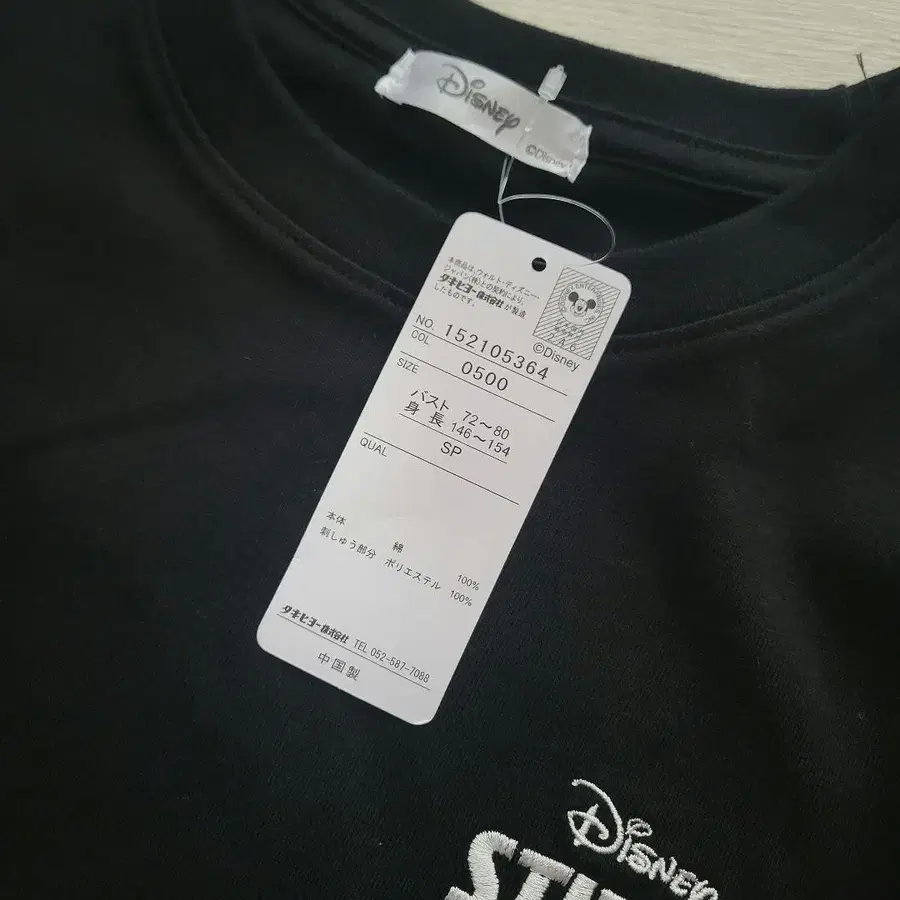 Disney
©Disney
本商品は、ウォルト・ディズニー・
ジャパン(株)との契約により、
タキヒヨー株式会社が製造
したものです。
246
©Disney
NO. 152105364
COL 0500
SIZE
バスト 72～80
身長 146～154
SP
QUAL
本体 綿 100%
刺しゅう部分 ポリエステル 100%
タキヒヨー株式会社 TEL 052-587-7088
中国製
Disney